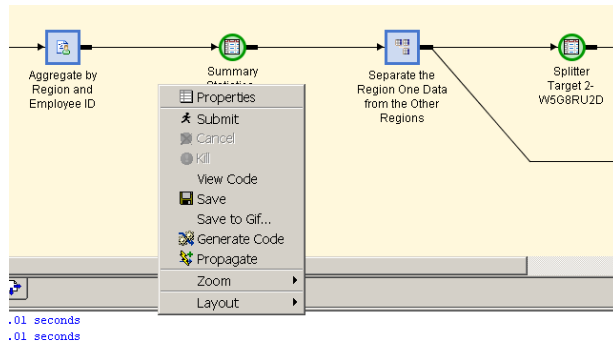 Aggregate by
Region and
Employee ID
Summary
Separate the
Region One Data
from the Other
Regions
Splitter
Target 2-
W5G8RU2D
Properties
Submit
Cancel
Kill
View Code
Save
Save to Gif...
Generate Code
Propagate
Zoom
Layout
.01 seconds
.01 seconds